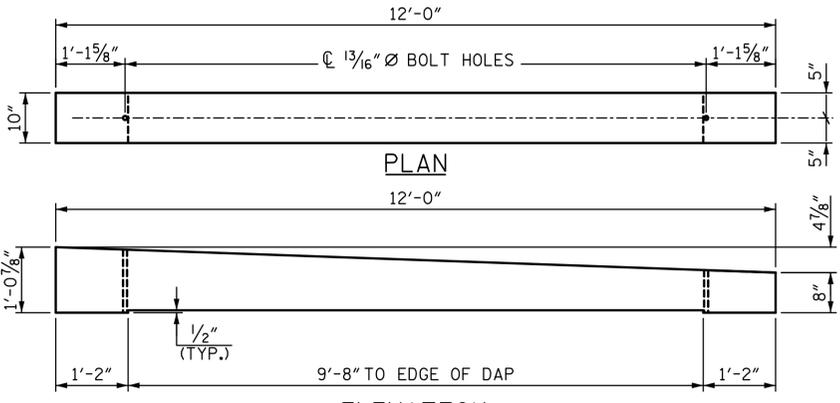 12'-0"
1'-1⅝" ℄ 13/16" Ø BOLT HOLES 1'-1⅝"
5"
10"
5"
PLAN
12'-0"
4⅞"
1'-0⅞"
8"
½"
(TYP.)
1'-2" 9'-8" TO EDGE OF DAP 1'-2"